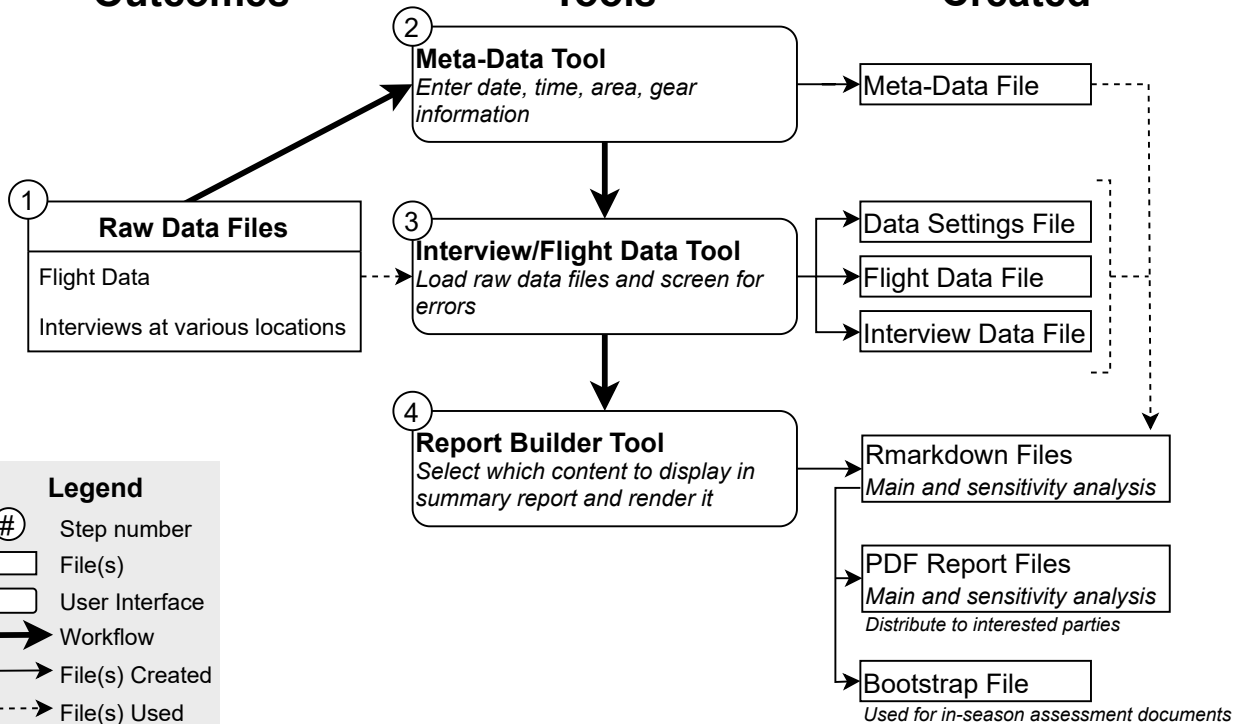 Outcomes
Tools
Created
2
Meta-Data Tool
Enter date, time, area, gear
information
Meta-Data File
1
Raw Data Files
Flight Data
Interviews at various locations
3
Interview/Flight Data Tool
Load raw data files and screen for
errors
Data Settings File
Flight Data File
Interview Data File
4
Report Builder Tool
Select which content to display in
summary report and render it
Rmarkdown Files
Main and sensitivity analysis
PDF Report Files
Main and sensitivity analysis
Distribute to interested parties
Bootstrap File
Used for in-season assessment documents
Legend
# Step number
File(s)
User Interface
Workflow
File(s) Created
File(s) Used